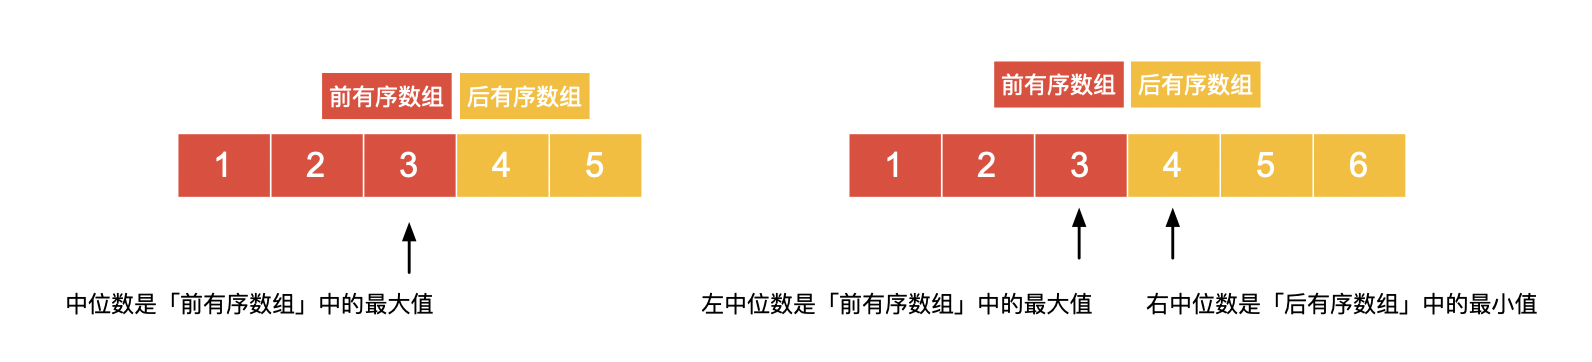 前有序数组 后有序数组
1 2 3 4 5
中位数是「前有序数组」中的最大值
前有序数组 后有序数组
1 2 3 4 5 6
左中位数是「前有序数组」中的最大值 右中位数是「后有序数组」中的最小值